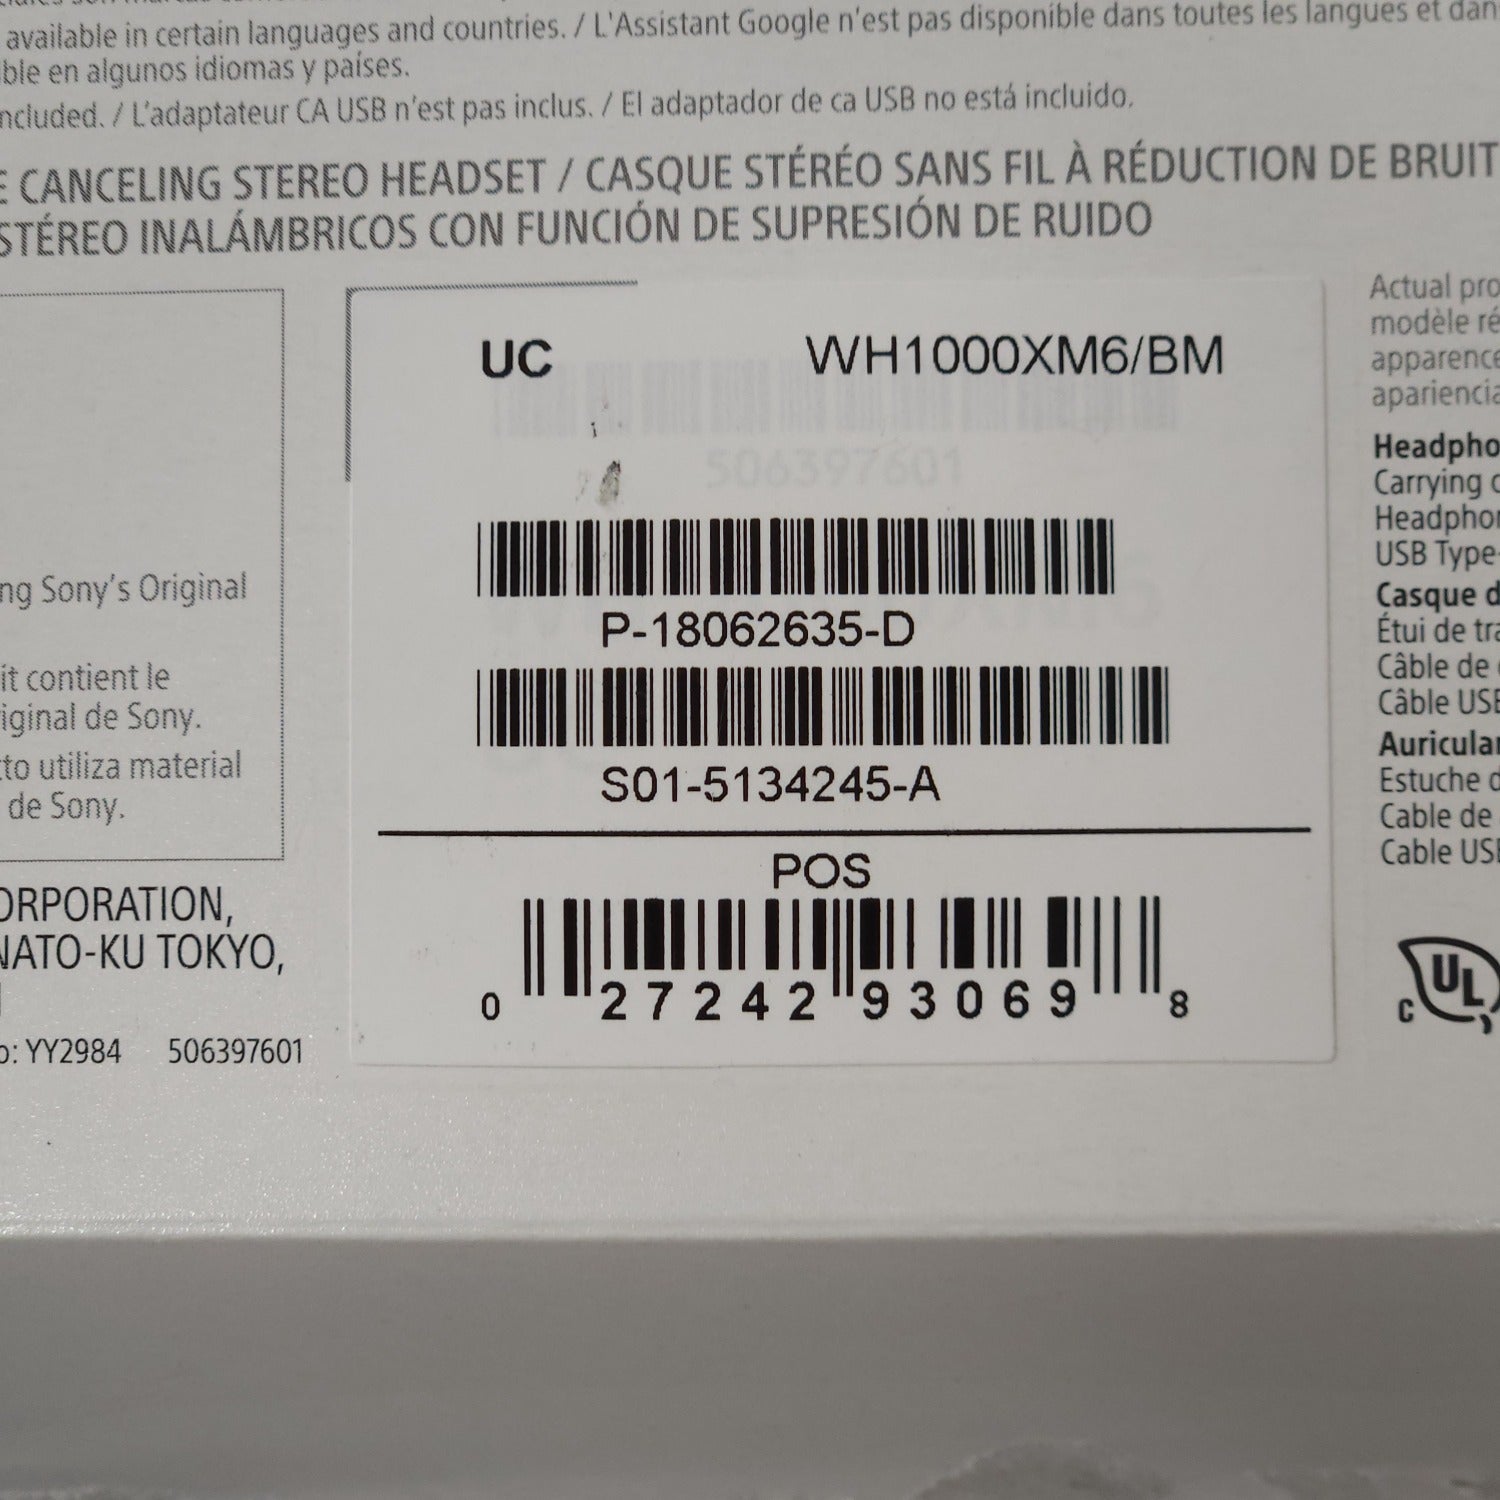 available in certain languages and countries. / L'Assistant Google n'est pas disponible dans toutes les langues et dan
ble en algunos idiomas y países.
ncluded. / L'adaptateur CA USB n'est pas inclus. / El adaptador de ca USB no está incluido.
E CANCELING STEREO HEADSET / CASQUE STÉRÉO SANS FIL À RÉDUCTION DE BRUIT
STÉREO INALÁMBRICOS CON FUNCIÓN DE SUPRESIÓN DE RUIDO
ng Sony's Original
it contient le
riginal de Sony.
to utiliza material
de Sony.
ORPORATION,
NATO-KU TOKYO,
o: YY2984 506397601
UC WH1000XM6/BM
506397601
P-18062635-D
S01-5134245-A
POS
0 27242 93069 8
Actual pro
modèle ré
apparence
apariencia
Headpho
Carrying c
Headphon
USB Type-
Casque d
Étui de tra
Câble de
Câble USB
Auricular
Estuche d
Cable de
Cable USB
c UL